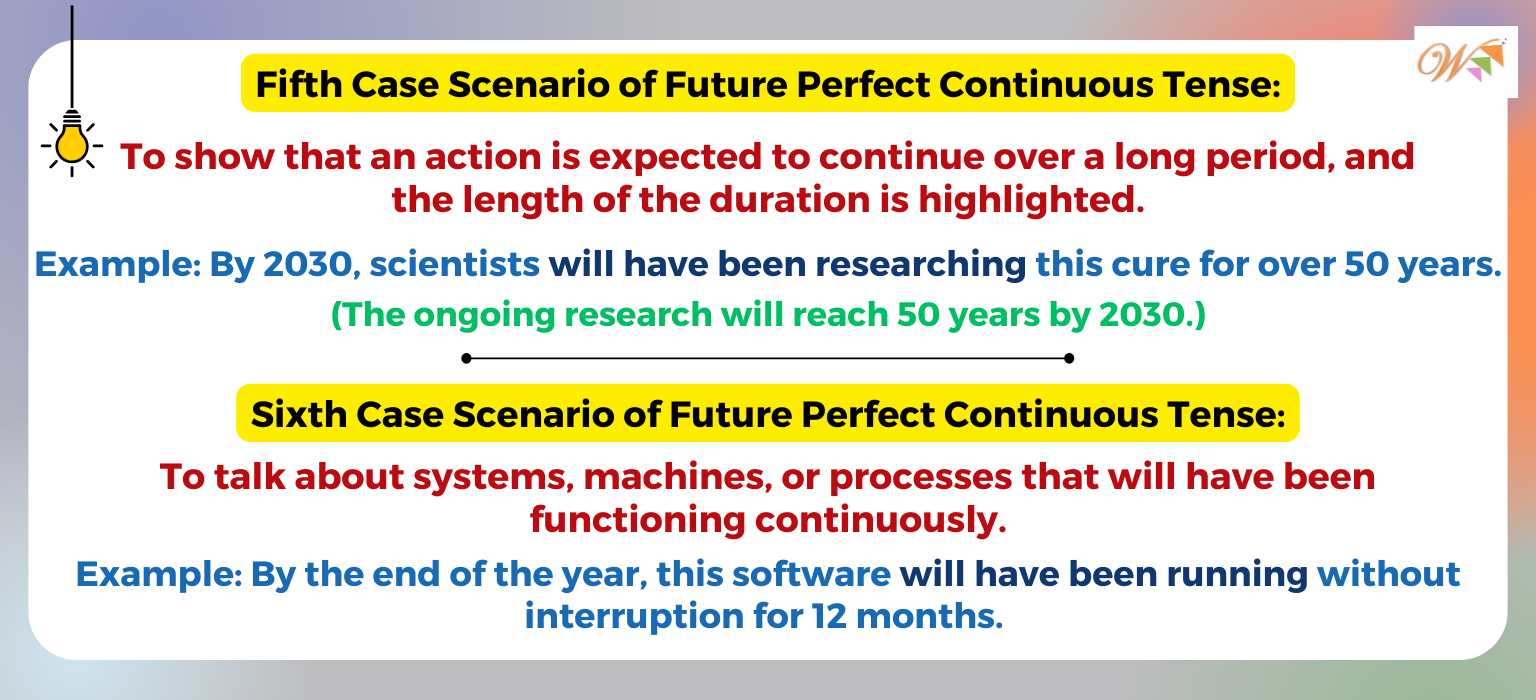 Fifth Case Scenario of Future Perfect Continuous Tense:
To show that an action is expected to continue over a long period, and
the length of the duration is highlighted.
Example: By 2030, scientists will have been researching this cure for over 50 years.
(The ongoing research will reach 50 years by 2030.)
Sixth Case Scenario of Future Perfect Continuous Tense:
To talk about systems, machines, or processes that will have been
functioning continuously.
Example: By the end of the year, this software will have been running without
interruption for 12 months.